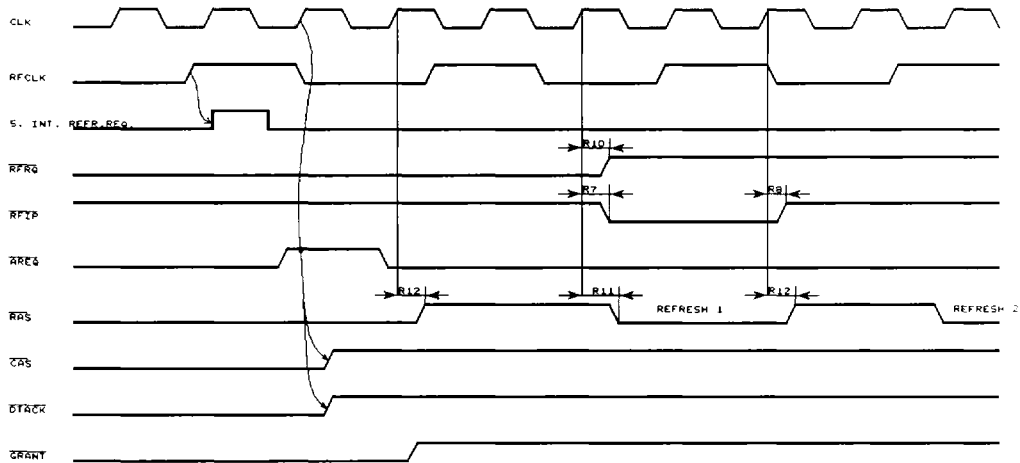 CLK
RFCLK
S. INT. REFR.REQ.
R10
RFRQ
R7 R9
RFIP
AREQ
R12 R11 R12
RAS REFRESH 1 REFRESH 2
CAS
DTACK
GRANT